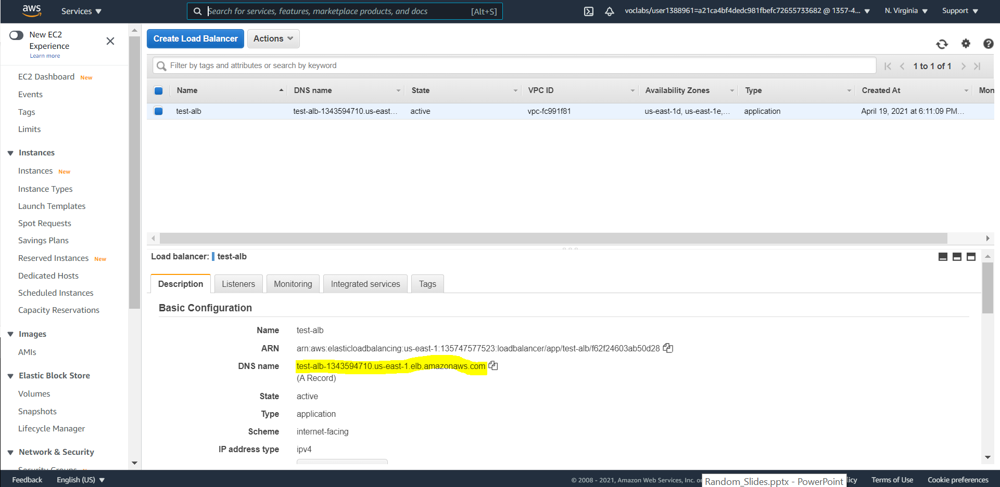 aws
Services
Search for services, features, marketplace products, and docs
[Alt+S]
voclabs/user1388961=a21ca4bf4dedc981fbefc72655733682 @ 1357-4...
N. Virginia
Support
New EC2
Experience
Learn more
EC2 Dashboard New
Events
Tags
Limits
Instances
Instances New
Instance Types
Launch Templates
Spot Requests
Savings Plans
Reserved Instances New
Dedicated Hosts
Scheduled Instances
Capacity Reservations
Images
AMIs
Elastic Block Store
Volumes
Snapshots
Lifecycle Manager
Network & Security
Security Groups
Create Load Balancer
Actions
Filter by tags and attributes or search by keyword
1 to 1 of 1
Name
DNS name
State
VPC ID
Availability Zones
Type
Created At
Mon
test-alb
test-alb-1343594710.us-east...
active
vpc-fc991f81
us-east-1d, us-east-1e,...
application
April 19, 2021 at 6:11:09 PM...
Load balancer: test-alb
Description
Listeners
Monitoring
Integrated services
Tags
Basic Configuration
Name test-alb
ARN arn:aws:elasticloadbalancing:us-east-1:135747577523:loadbalancer/app/test-alb/f62f24603ab50d28
DNS name test-alb-1343594710.us-east-1.elb.amazonaws.com
(A Record)
State active
Type application
Scheme internet-facing
IP address type ipv4
Feedback
English (US)
© 2008 - 2021, Amazon Web Services, Inc. or
Random_Slides.pptx - PowerPoint
licy
Terms of Use
Cookie preferences